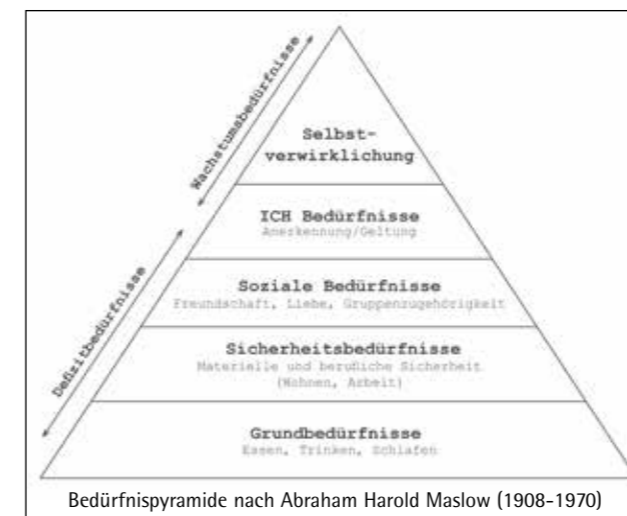 Wachstumsbedürfnisse
Defizitbedürfnisse
Selbst-
verwirklichung
ICH Bedürfnisse
Anerkennung/Geltung
Soziale Bedürfnisse
Freundschaft, Liebe, Gruppenzugehörigkeit
Sicherheitsbedürfnisse
Materielle und berufliche Sicherheit
(Wohnen, Arbeit)
Grundbedürfnisse
Essen, Trinken, Schlafen
Bedürfnispyramide nach Abraham Harold Maslow (1908-1970)